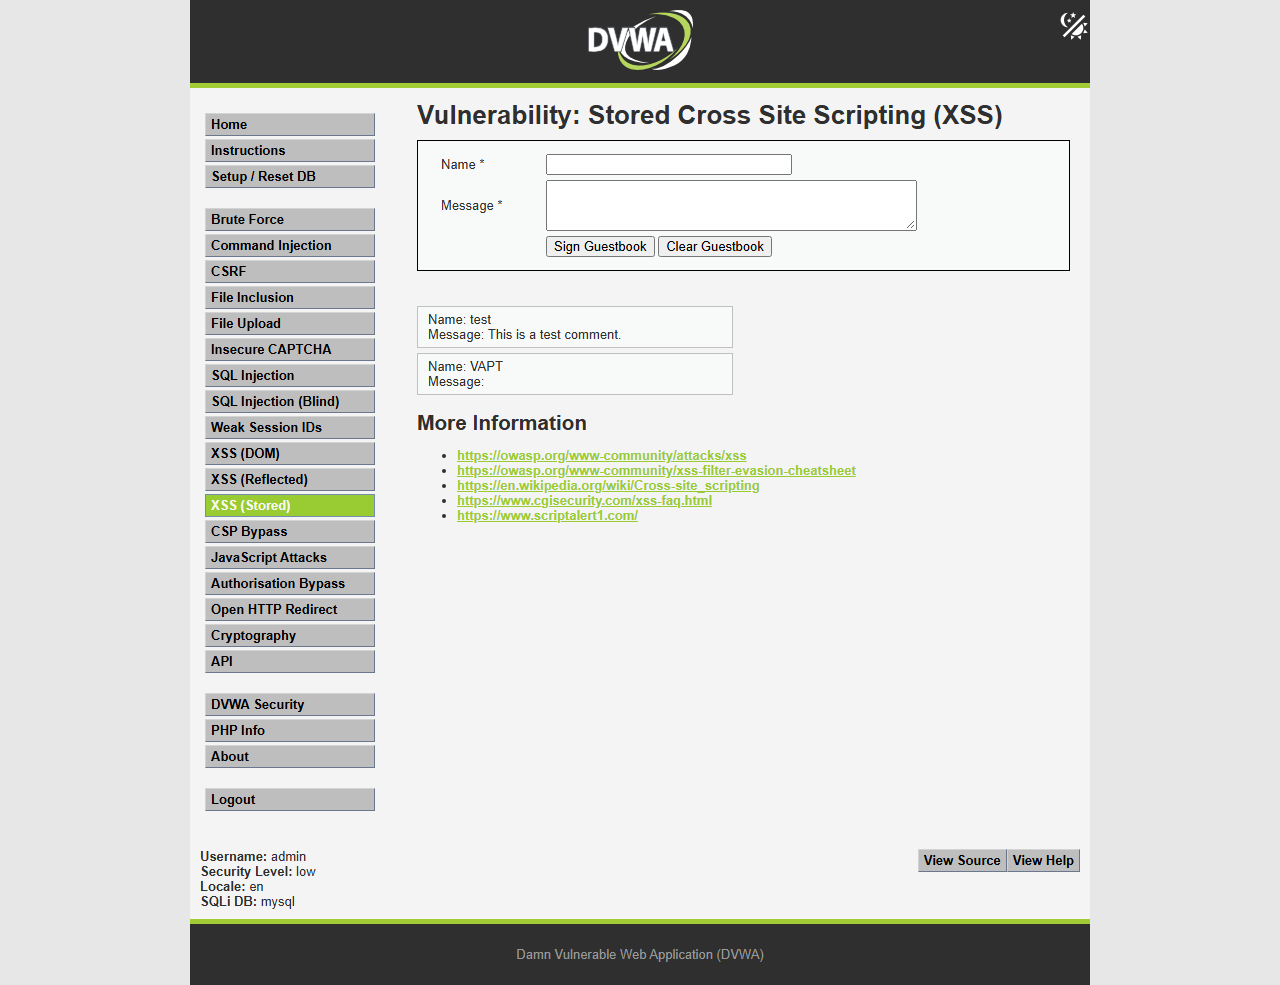 DVWA
Vulnerability: Stored Cross Site Scripting (XSS)
Home
Instructions
Setup / Reset DB
Brute Force
Command Injection
CSRF
File Inclusion
File Upload
Insecure CAPTCHA
SQL Injection
SQL Injection (Blind)
Weak Session IDs
XSS (DOM)
XSS (Reflected)
XSS (Stored)
CSP Bypass
JavaScript Attacks
Authorisation Bypass
Open HTTP Redirect
Cryptography
API
DVWA Security
PHP Info
About
Logout
Name *
Message *
Sign Guestbook Clear Guestbook
Name: test
Message: This is a test comment.
Name: VAPT
Message:
More Information
https://owasp.org/www-community/attacks/xss
https://owasp.org/www-community/xss-filter-evasion-cheatsheet
https://en.wikipedia.org/wiki/Cross-site_scripting
https://www.cgisecurity.com/xss-faq.html
https://www.scriptalert1.com/
Username: admin
Security Level: low
Locale: en
SQLi DB: mysql
View Source View Help
Damn Vulnerable Web Application (DVWA)